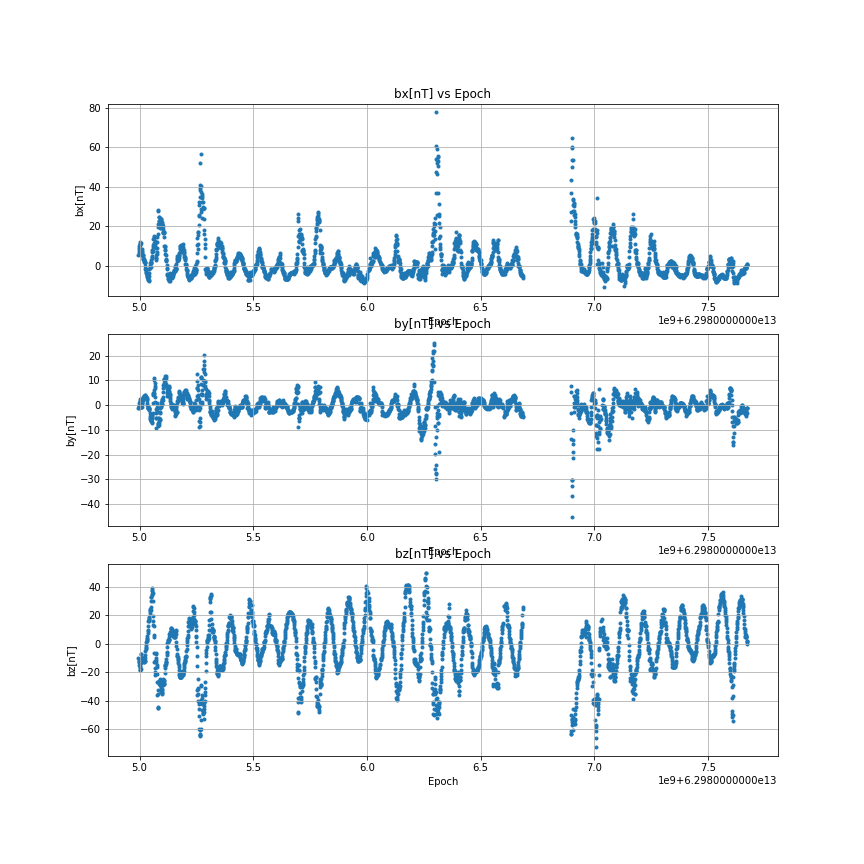 bx[nT] vs Epoch
80
60
40
20
0
bx[nT]
5.0 5.5 6.0 6.5 7.0 7.5
Epoch
1e9+6.2980000000e13
by[nT] vs Epoch
20
10
0
−10
−20
−30
−40
by[nT]
5.0 5.5 6.0 6.5 7.0 7.5
Epoch
1e9+6.2980000000e13
bz[nT] vs Epoch
40
20
0
−20
−40
−60
bz[nT]
5.0 5.5 6.0 6.5 7.0 7.5
Epoch
1e9+6.2980000000e13